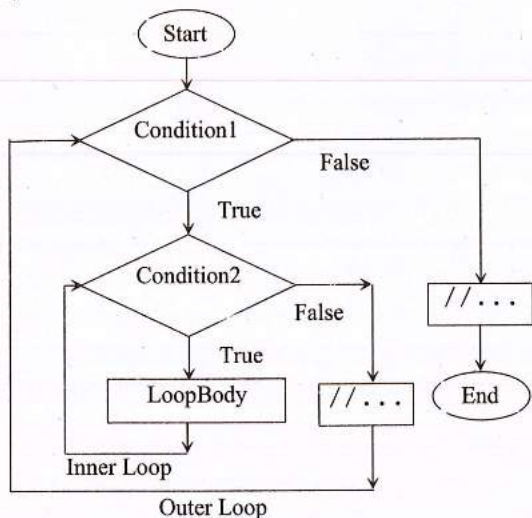 Start
Condition1
False
True
Condition2
False
//...
True
LoopBody
//...
End
Inner Loop
Outer Loop